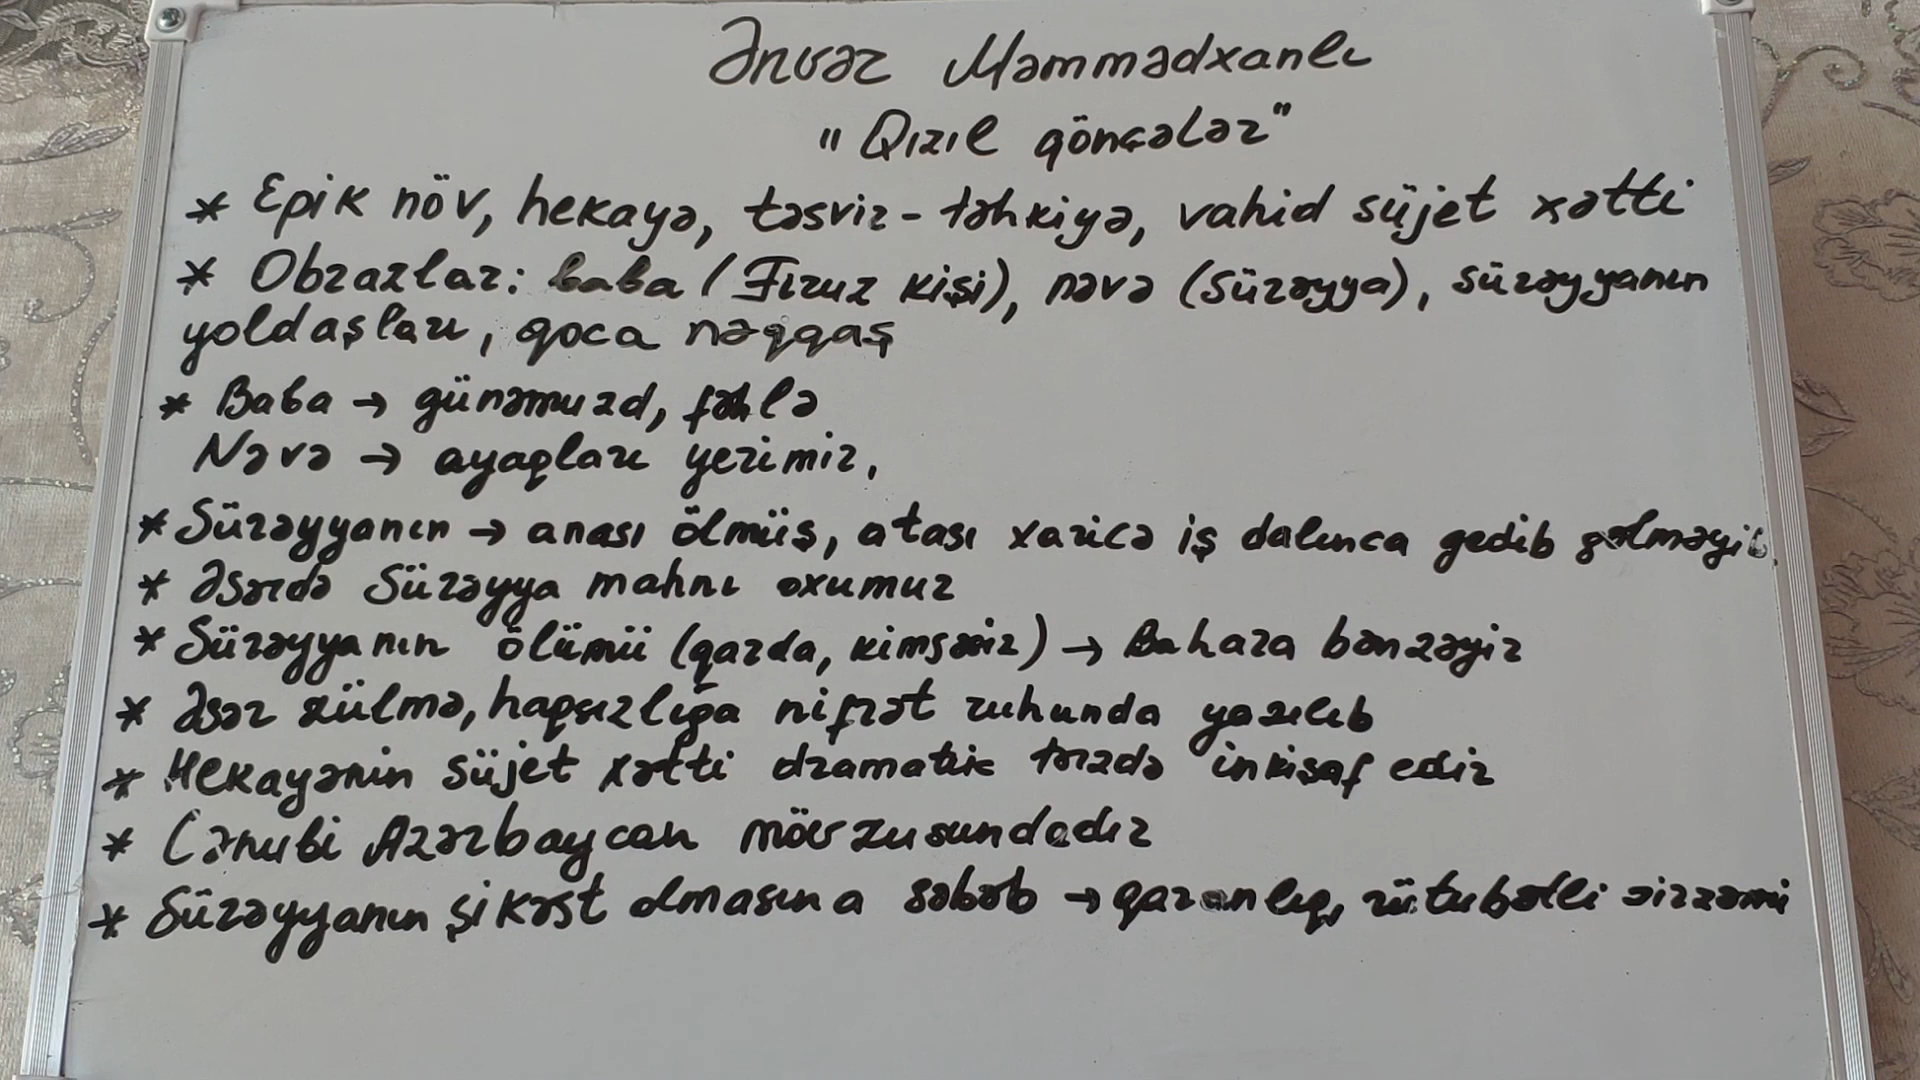 Ənvər Məmmədxanlı
"Qızıl qönçələr"
* Epik növ, hekayə, təsvir-təhkiyə, vahid süjet xətti
* Obrazlar: baba (Firuz kişi), nəvə (Sürəyya), Sürəyyanın
yoldaşları, qoca nəqqaş
* Baba → günəmuzd, fəhlə
Nəvə → ayaqları yerimir,
* Sürəyyanın → anası ölmüş, atası xaricə iş dalınca gedib gəlməyib.
* Əsərdə Sürəyya mahnı oxumur
* Sürəyyanın ölümü (qarda, kimsəsiz) → Bahara bənzəyir
* Əsər zülmə, haqsızlığa nifrət ruhunda yazılıb
* Hekayənin süjet xətti dramatik tərzdə inkişaf edir
* Cənubi Azərbaycan mövzusundadır
* Sürəyyanın şikəst olmasına səbəb → qaranlıq, rütubətli zirzəmi